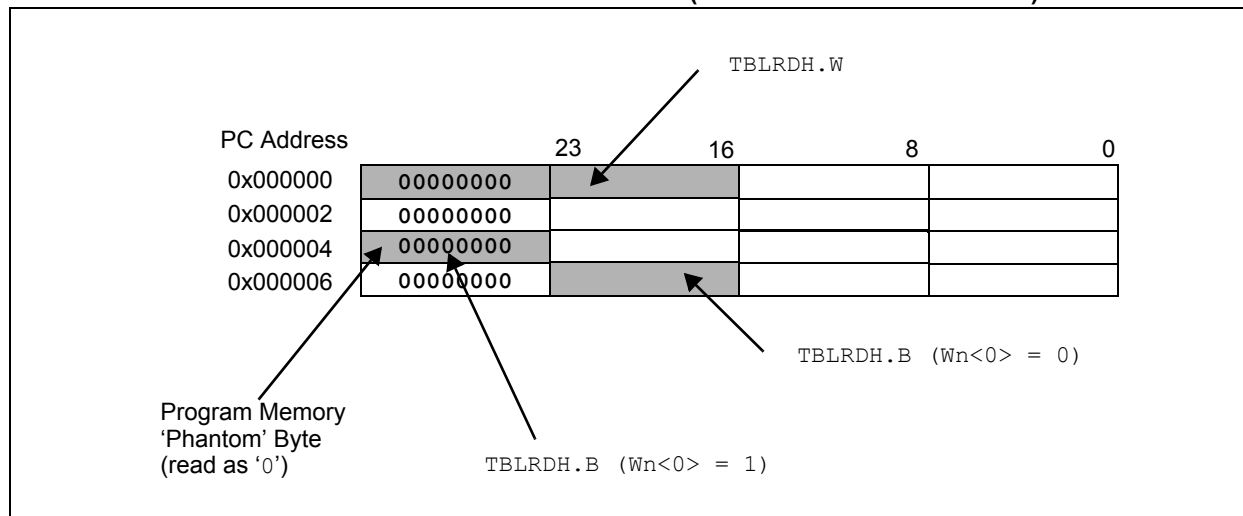 TBLRDH.W
PC Address
23 16 8 0
0x000000 00000000
0x000002 00000000
0x000004 00000000
0x000006 00000000
TBLRDH.B (Wn<0> = 0)
Program Memory
‘Phantom’ Byte
(read as ‘0’)
TBLRDH.B (Wn<0> = 1)